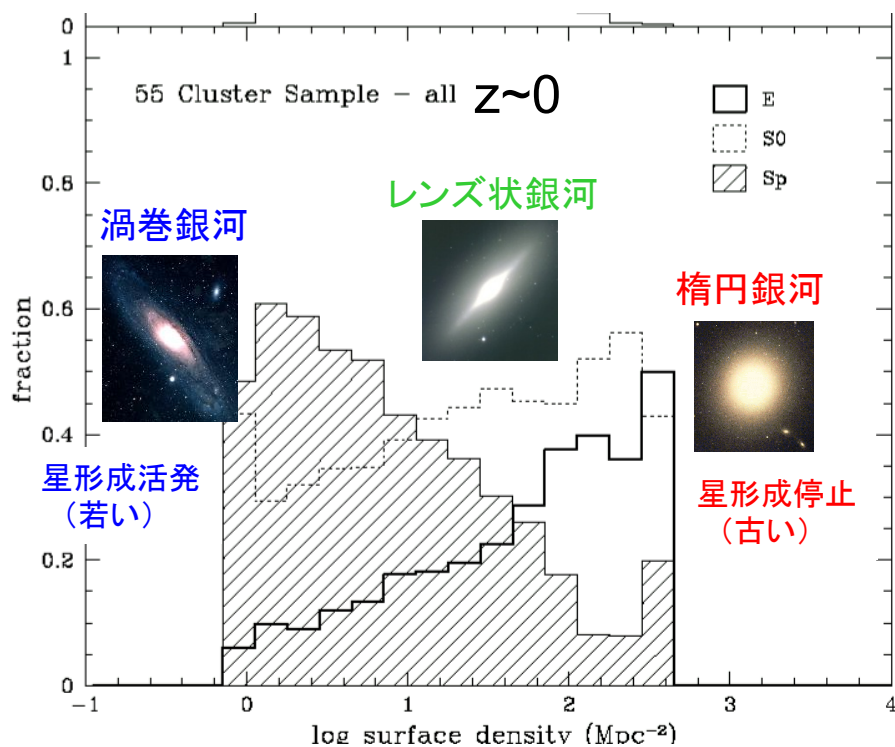 0
1
55 Cluster Sample - all z~0
E
S0
Sp
0.8
レンズ状銀河
渦巻銀河
楕円銀河
0.6
fraction
0.4
星形成活発
(若い)
星形成停止
(古い)
0.2
0
-1
0
1
2
3
4
log surface density (Mpc⁻²)